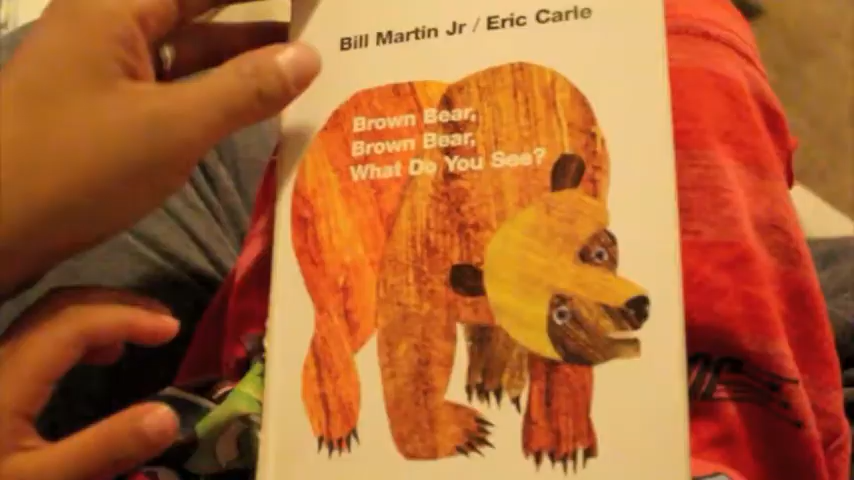 Bill Martin Jr / Eric Carle
Brown Bear,
Brown Bear,
What Do You See?